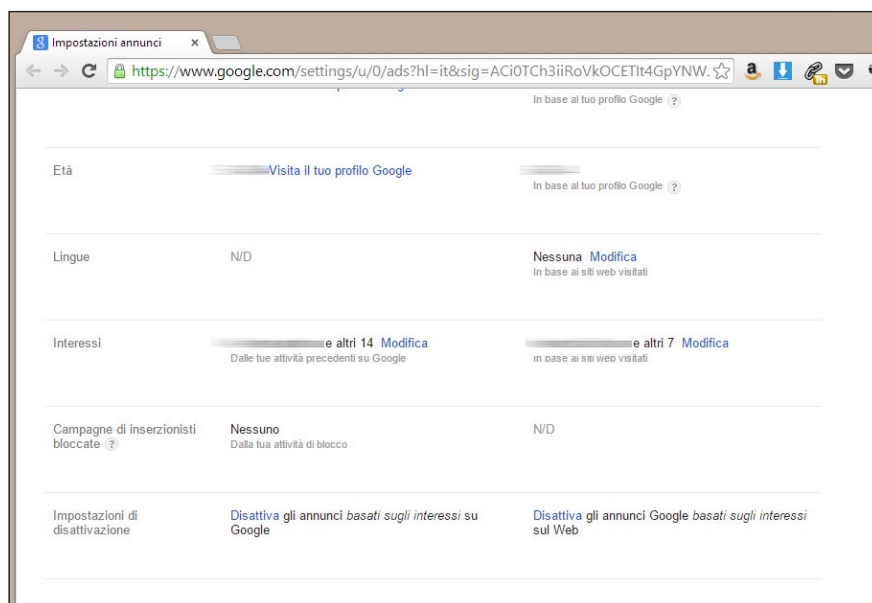 Impostazioni annunci
https://www.google.com/settings/u/0/ads?hl=it&sig=ACi0TCh3iiRoVkOCETIt4GpYNW.
In base al tuo profilo Google ?
Età
Visita il tuo profilo Google
In base al tuo profilo Google ?
Lingue
N/D
Nessuna Modifica
In base ai siti web visitati
Interessi
e altri 14 Modifica
Dalle tue attività precedenti su Google
e altri 7 Modifica
In base ai siti web visitati
Campagne di inserzionisti
bloccate ?
Nessuno
Dalla tua attività di blocco
N/D
Impostazioni di
disattivazione
Disattiva gli annunci basati sugli interessi su
Google
Disattiva gli annunci Google basati sugli interessi
sul Web